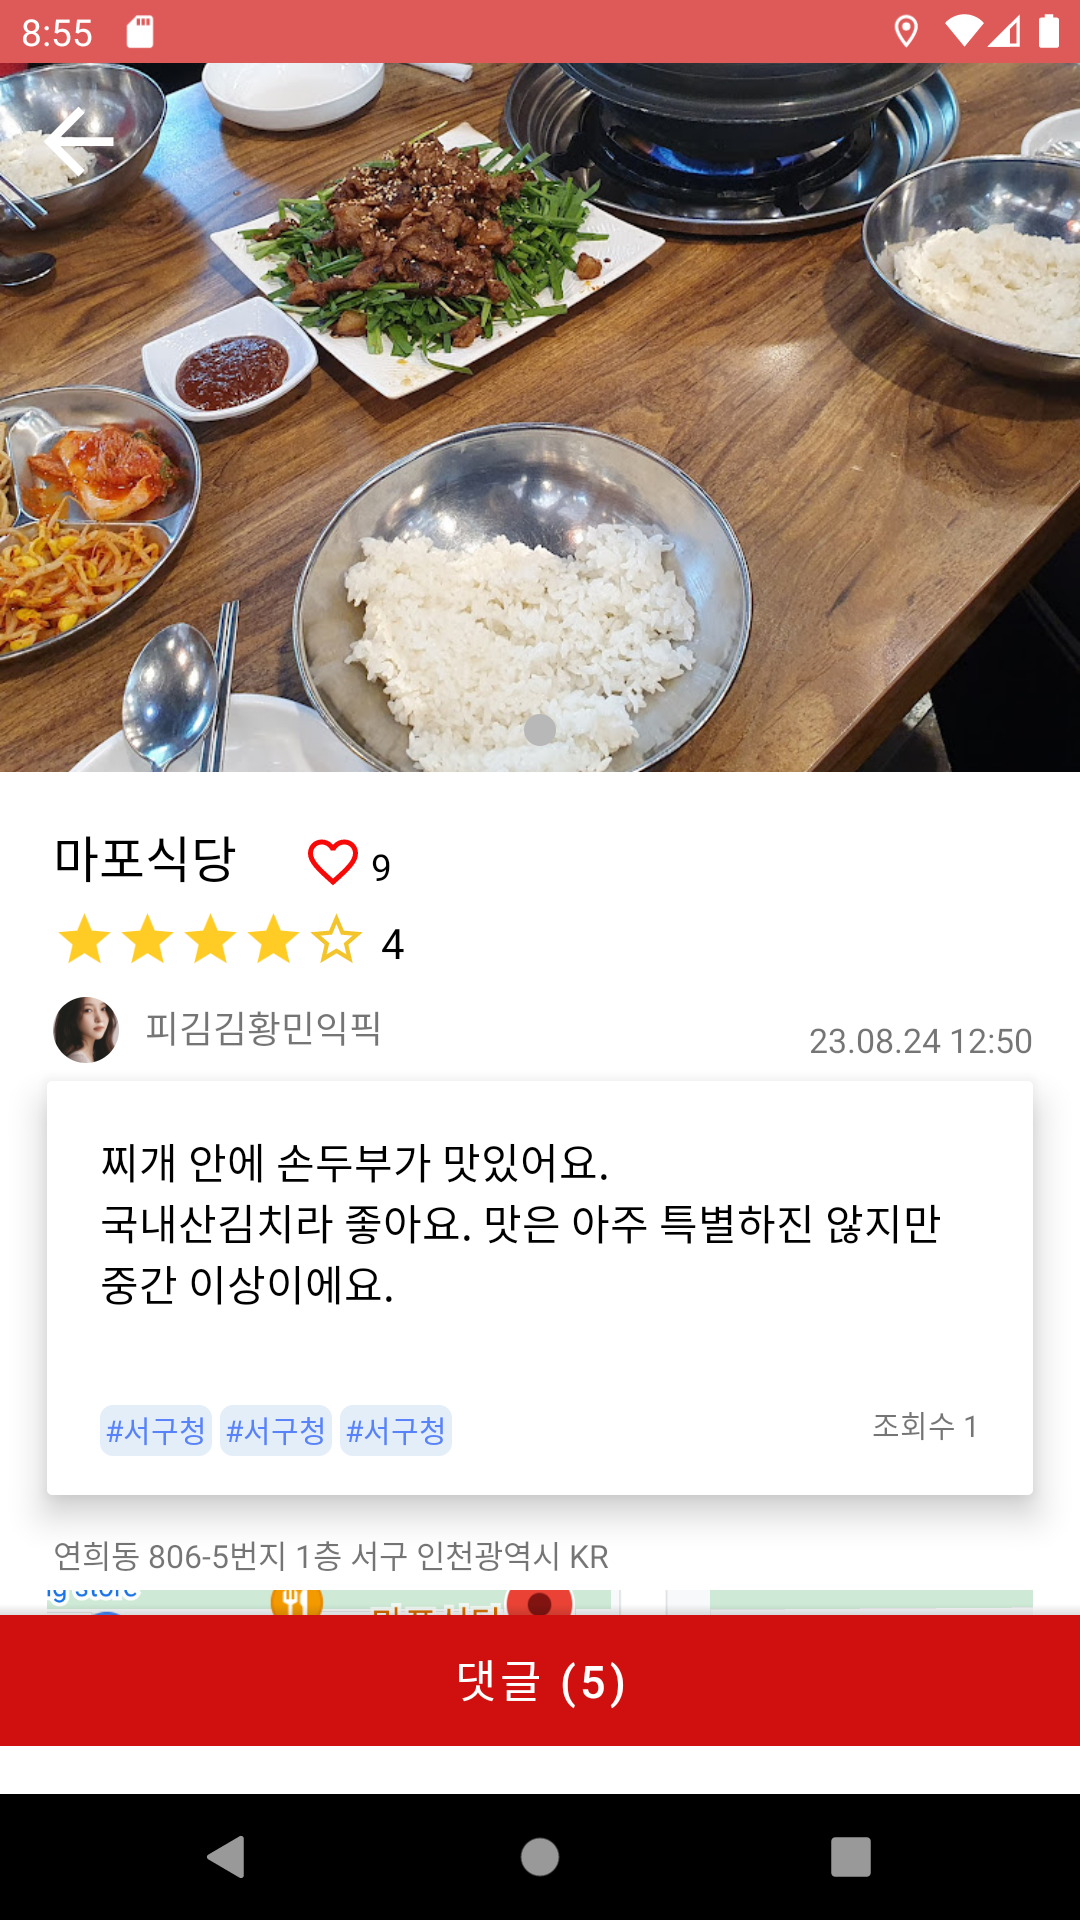 8:55
마포식당 9
4
피김김황민익픽
23.08.24 12:50
찌개 안에 손두부가 맛있어요.
국내산김치라 좋아요. 맛은 아주 특별하진 않지만
중간 이상이에요.
#서구청 #서구청 #서구청
조회수 1
연희동 806-5번지 1층 서구 인천광역시 KR
마포식당
댓글 (5)